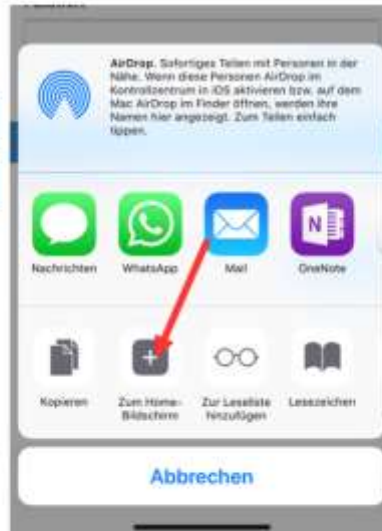 AirDrop. Sofortiges Teilen mit Personen in der
Nähe. Wenn diese Personen AirDrop im
Kontrollzentrum in iOS aktivieren bzw. auf dem
Mac AirDrop im Finder öffnen, werden ihre
Namen hier angezeigt. Zum Teilen einfach
tippen.
Nachrichten
WhatsApp
Mail
OneNote
N
Kopieren
Zum Home-
Bildschirm
Zur Leseliste
hinzufügen
Lesezeichen
Abbrechen